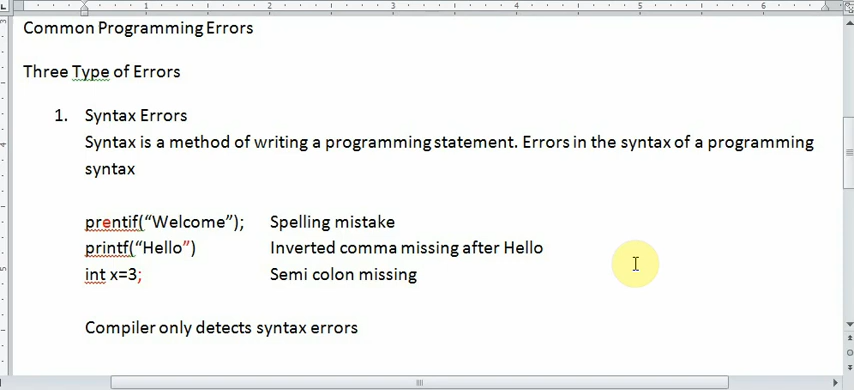 Common Programming Errors
Three Type of Errors
1. Syntax Errors
Syntax is a method of writing a programming statement. Errors in the syntax of a programming
syntax
prentif(“Welcome”); Spelling mistake
printf(“Hello”) Inverted comma missing after Hello
int x=3; Semi colon missing
Compiler only detects syntax errors